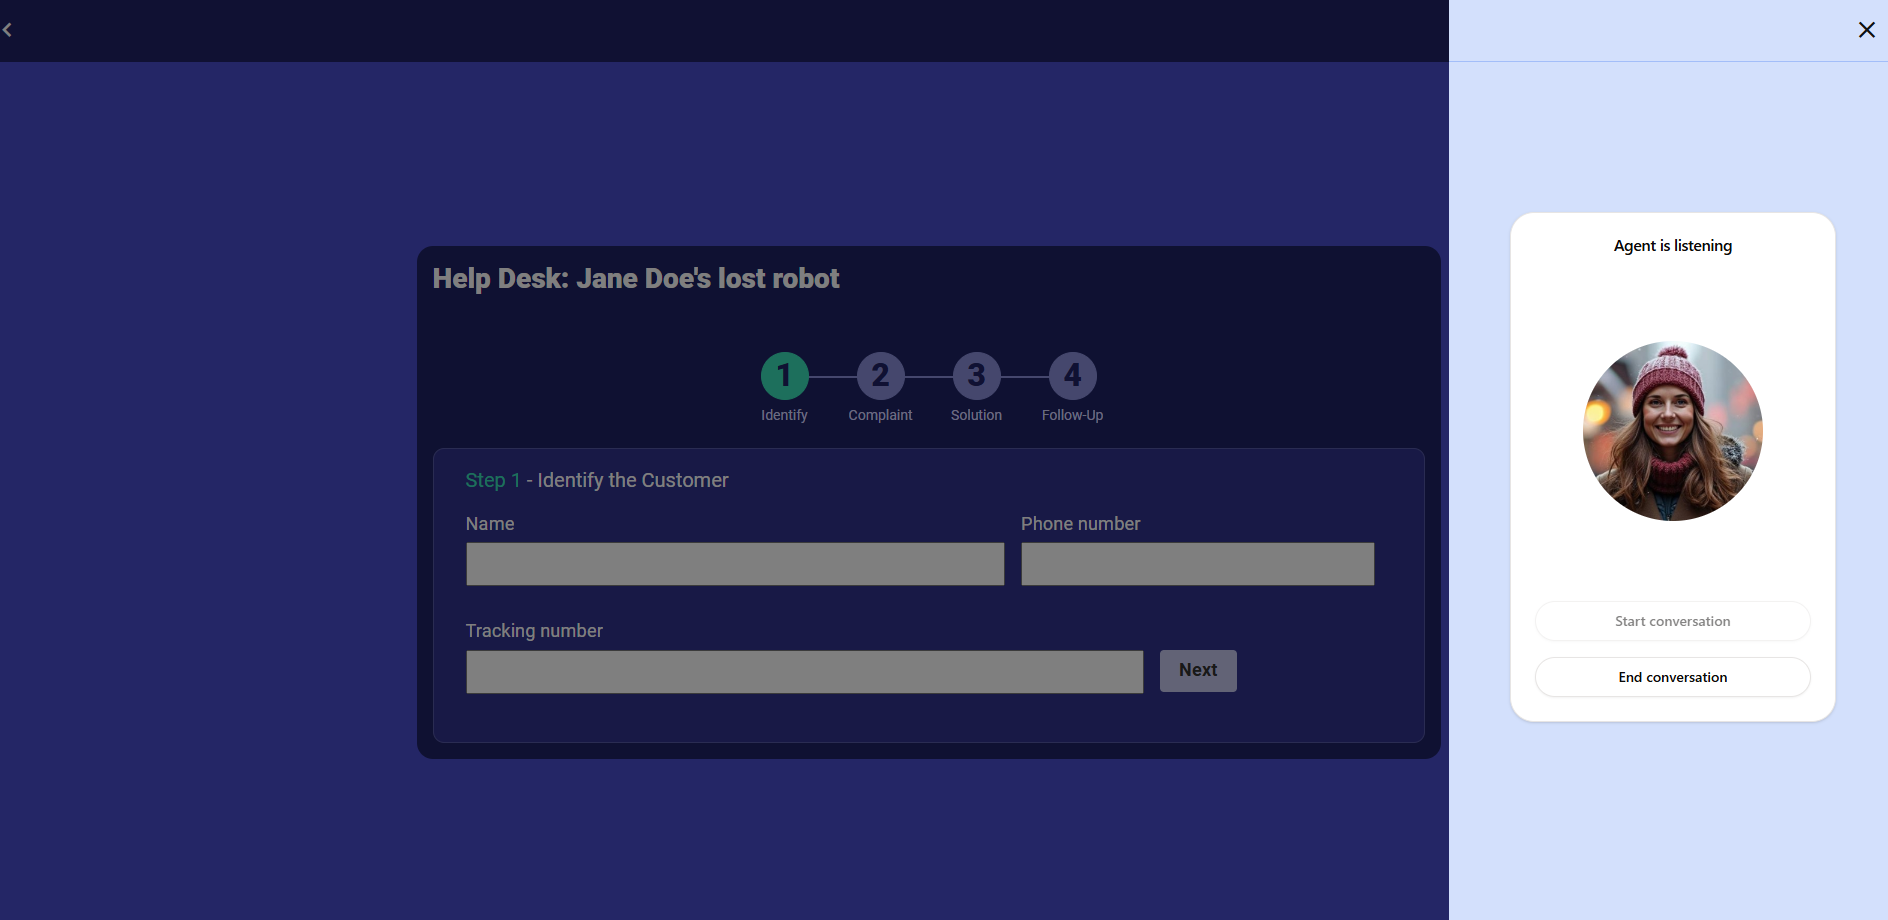 Help Desk: Jane Doe's lost robot
1 2 3 4
Identify Complaint Solution Follow-Up
Step 1 - Identify the Customer
Name Phone number
Tracking number
Next
Agent is listening
Start conversation
End conversation